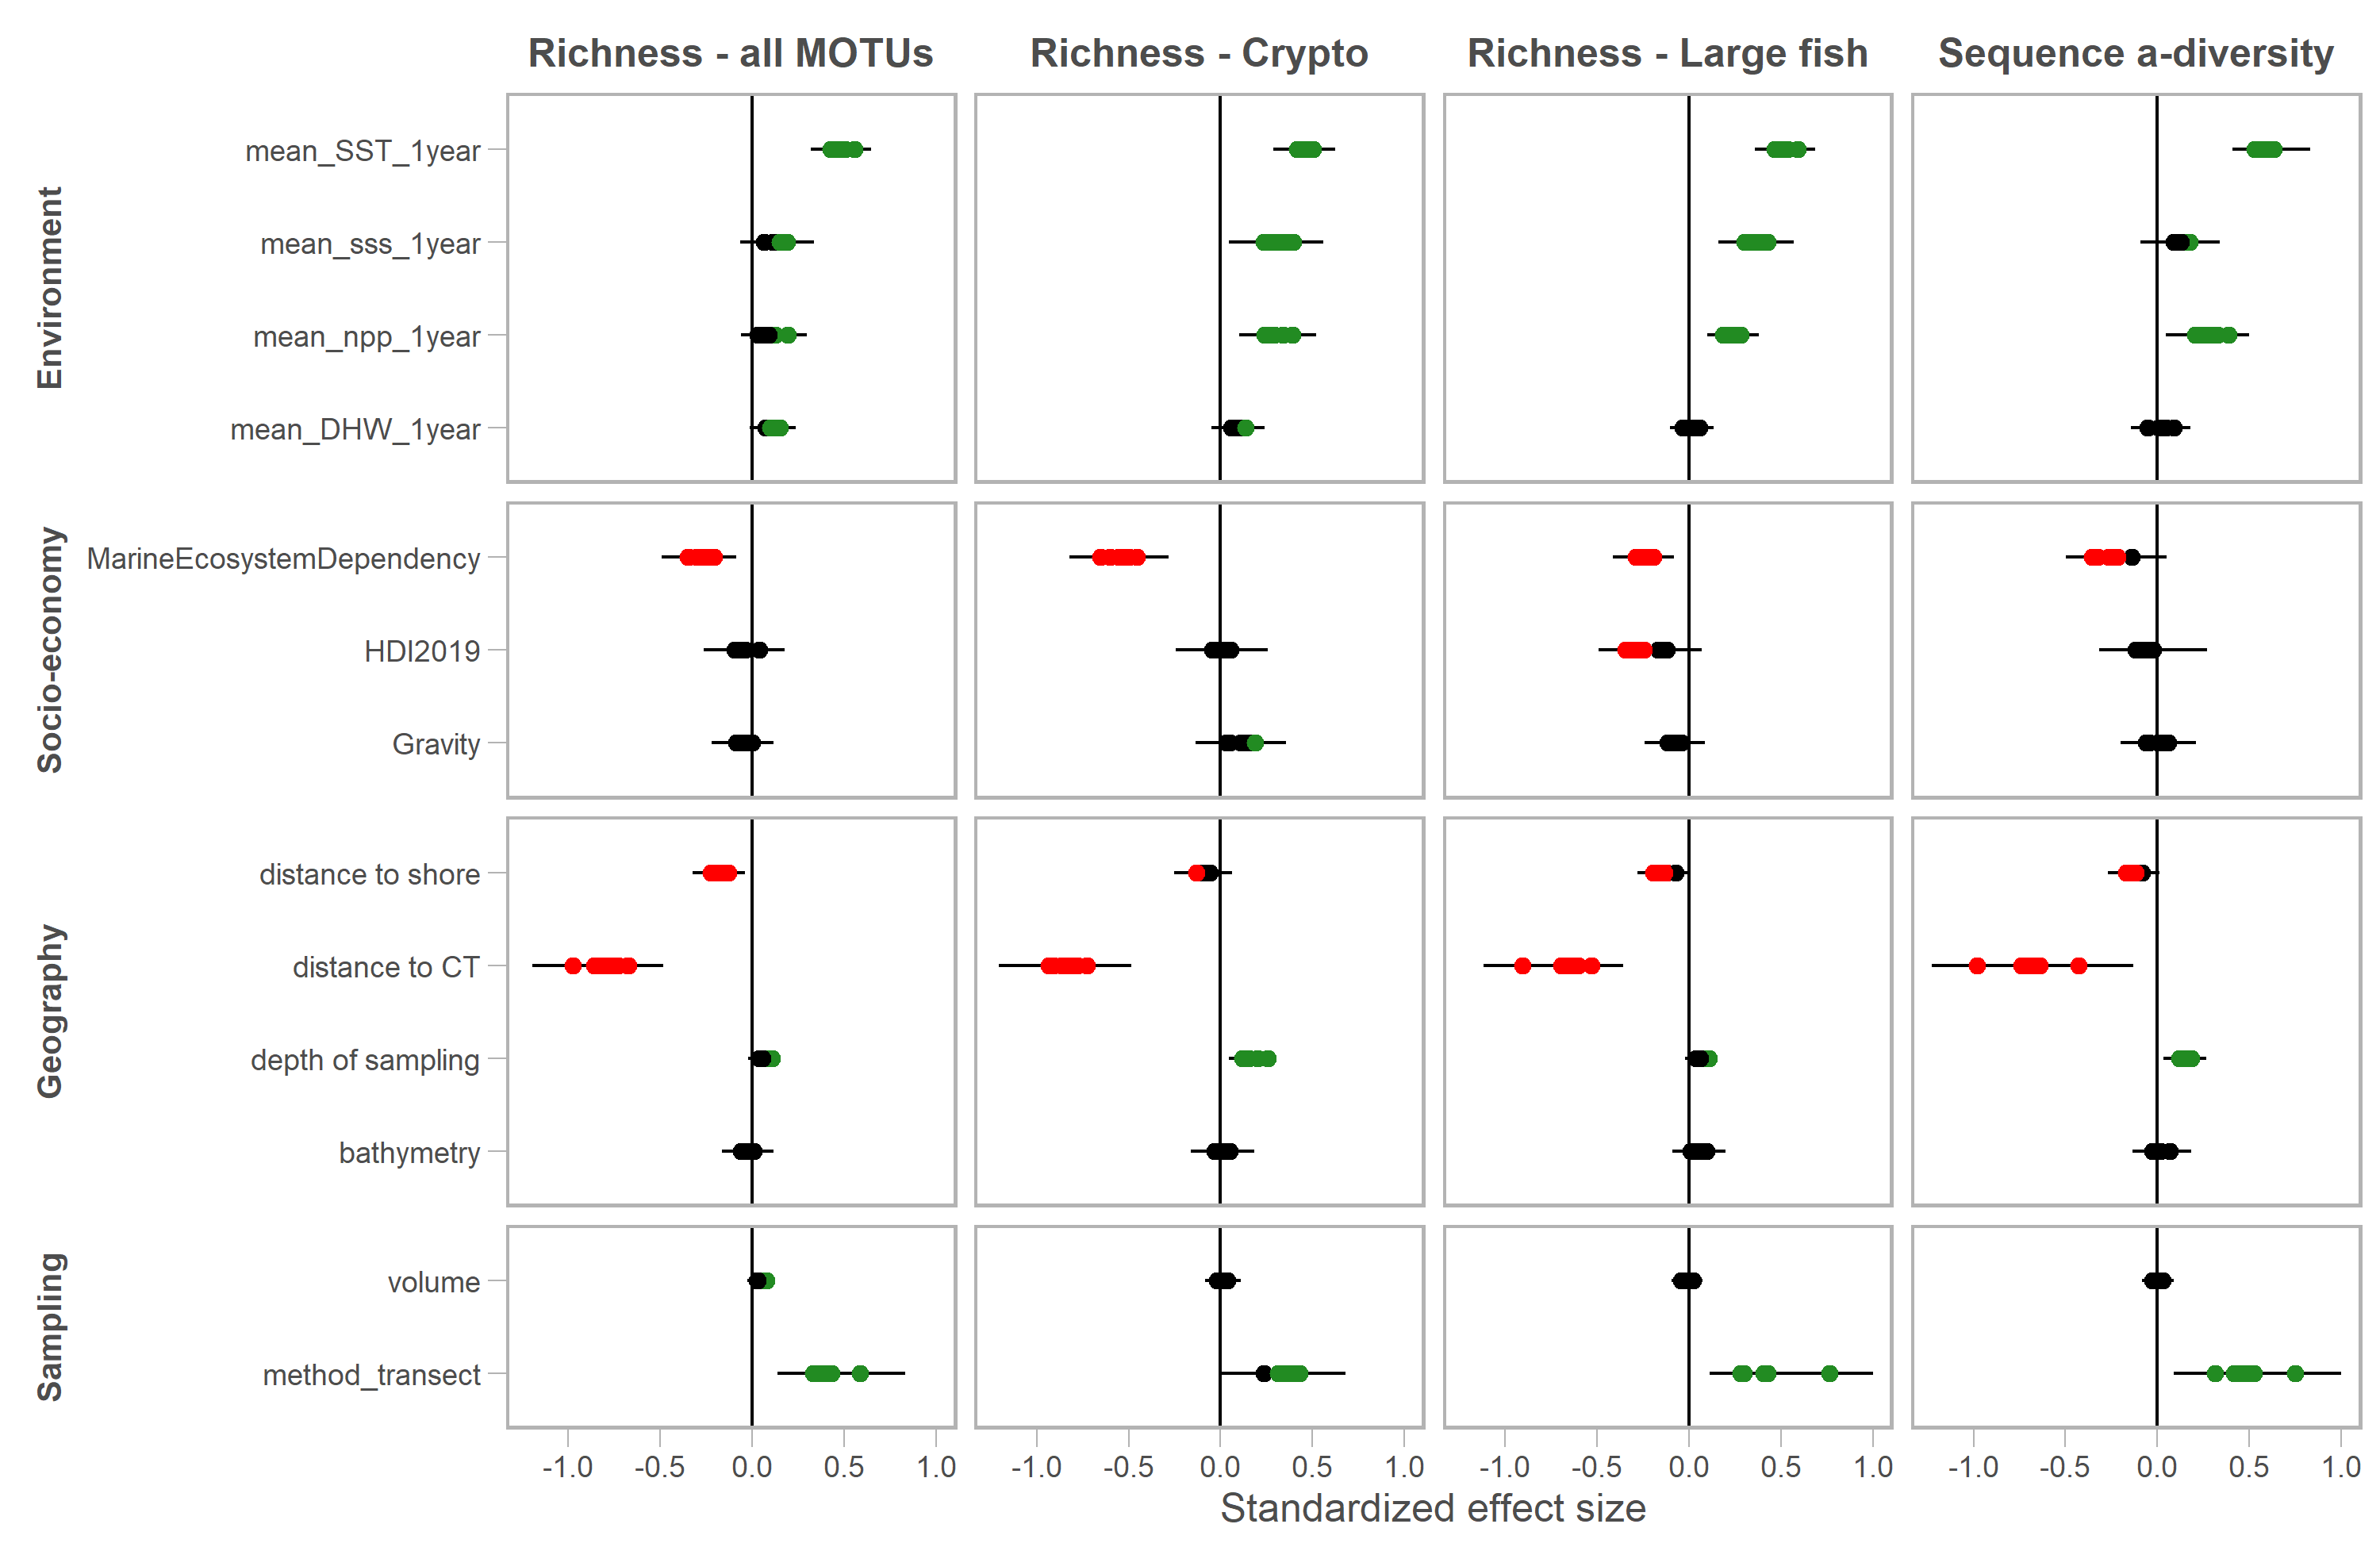 Richness - all MOTUs
Richness - Crypto
Richness - Large fish
Sequence a-diversity
Environment
mean_SST_1year
mean_sss_1year
mean_npp_1year
mean_DHW_1year
Socio-economy
MarineEcosystemDependency
HDI2019
Gravity
Geography
distance to shore
distance to CT
depth of sampling
bathymetry
Sampling
volume
method_transect
-1.0 -0.5 0.0 0.5 1.0
-1.0 -0.5 0.0 0.5 1.0
-1.0 -0.5 0.0 0.5 1.0
-1.0 -0.5 0.0 0.5 1.0
Standardized effect size